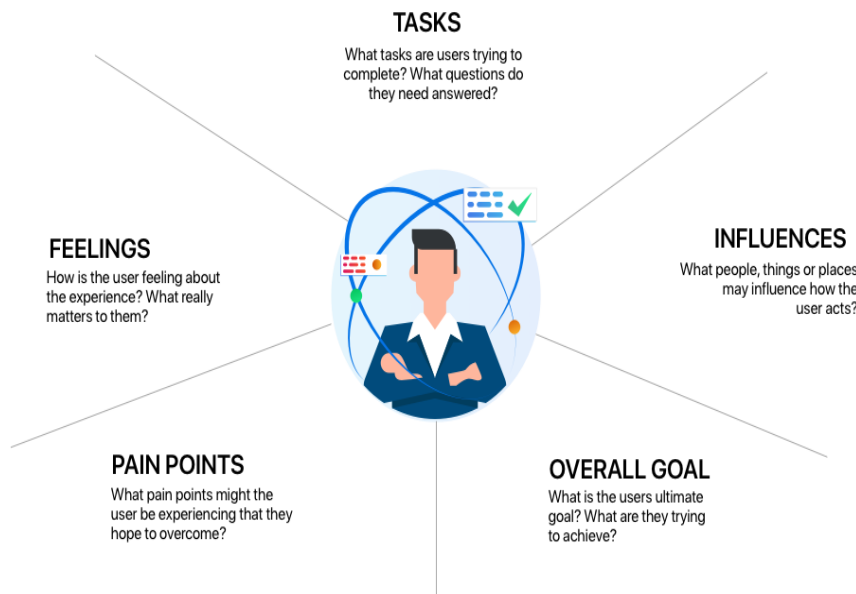 TASKS
What tasks are users trying to
complete? What questions do
they need answered?
FEELINGS
How is the user feeling about
the experience? What really
matters to them?
INFLUENCES
What people, things or places
may influence how the
user acts?
PAIN POINTS
What pain points might the
user be experiencing that they
hope to overcome?
OVERALL GOAL
What is the users ultimate
goal? What are they trying
to achieve?